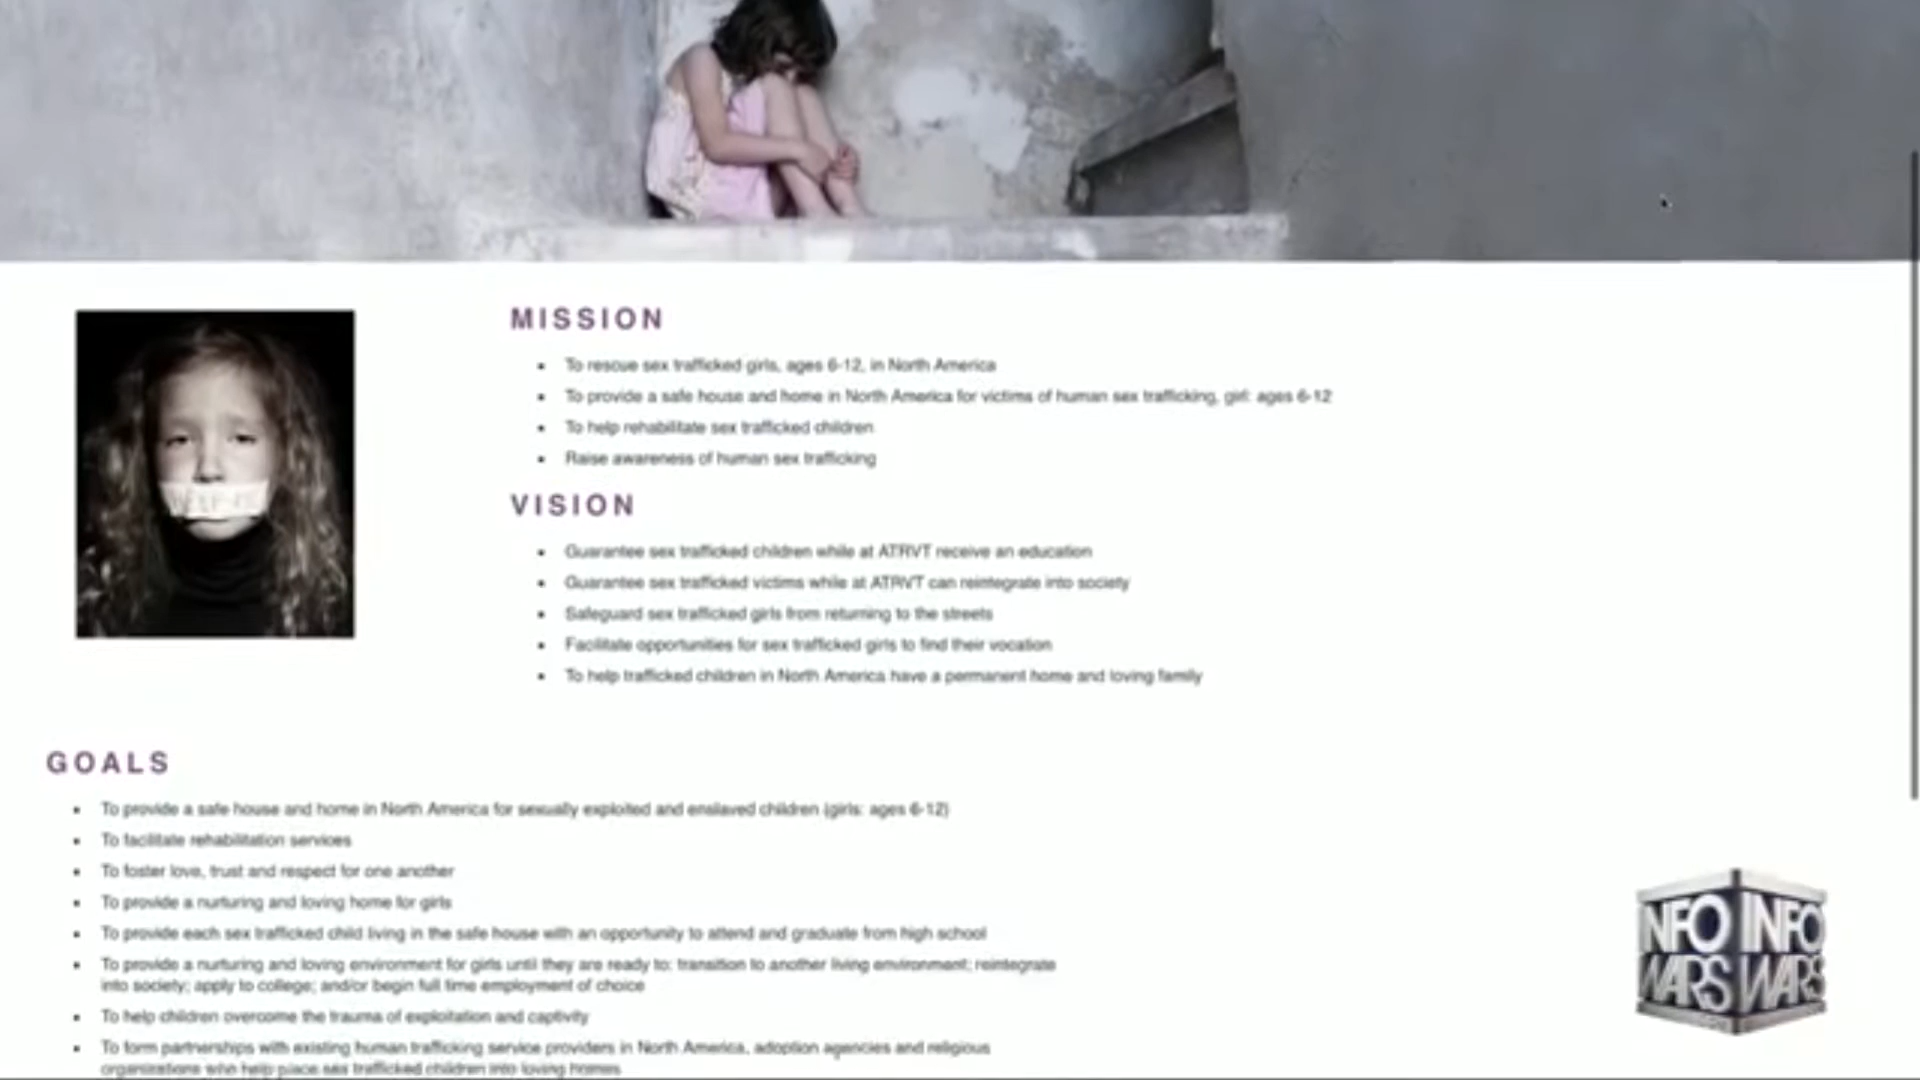 MISSION
• To rescue sex trafficked girls, ages 6-12, in North America
• To provide a safe house and home in North America for victims of human sex trafficking, girl: ages 6-12
• To help rehabilitate sex trafficked children
• Raise awareness of human sex trafficking
VISION
• Guarantee sex trafficked children while at ATRVT receive an education
• Guarantee sex trafficked victims while at ATRVT can reintegrate into society
• Safeguard sex trafficked girls from returning to the streets
• Facilitate opportunities for sex trafficked girls to find their vocation
• To help trafficked children in North America have a permanent home and loving family
GOALS
• To provide a safe house and home in North America for sexually exploited and enslaved children (girls: ages 6-12)
• To facilitate rehabilitation services
• To foster love, trust and respect for one another
• To provide a nurturing and loving home for girls
• To provide each sex trafficked child living in the safe house with an opportunity to attend and graduate from high school
• To provide a nurturing and loving environment for girls until they are ready to: transition to another living environment; reintegrate
into society; apply to college; and/or begin full time employment of choice
• To help children overcome the trauma of exploitation and captivity
• To form partnerships with existing human trafficking service providers in North America, adoption agencies and religious
organizations who help place sex trafficked children into loving homes
NFO INFO
WARS WARS